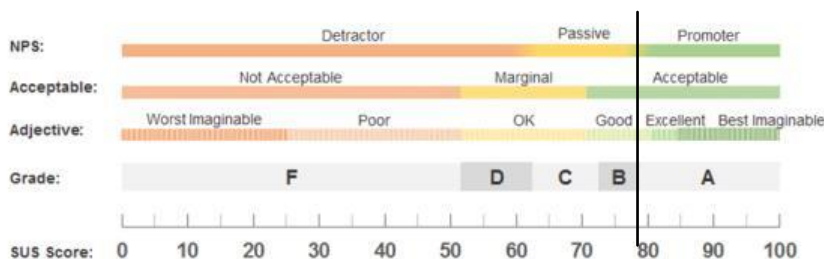 NPS: Detractor Passive Promoter
Acceptable: Not Acceptable Marginal Acceptable
Adjective: Worst Imaginable Poor OK Good Excellent Best Imaginable
Grade: F D C B A
SUS Score: 0 10 20 30 40 50 60 70 80 90 100